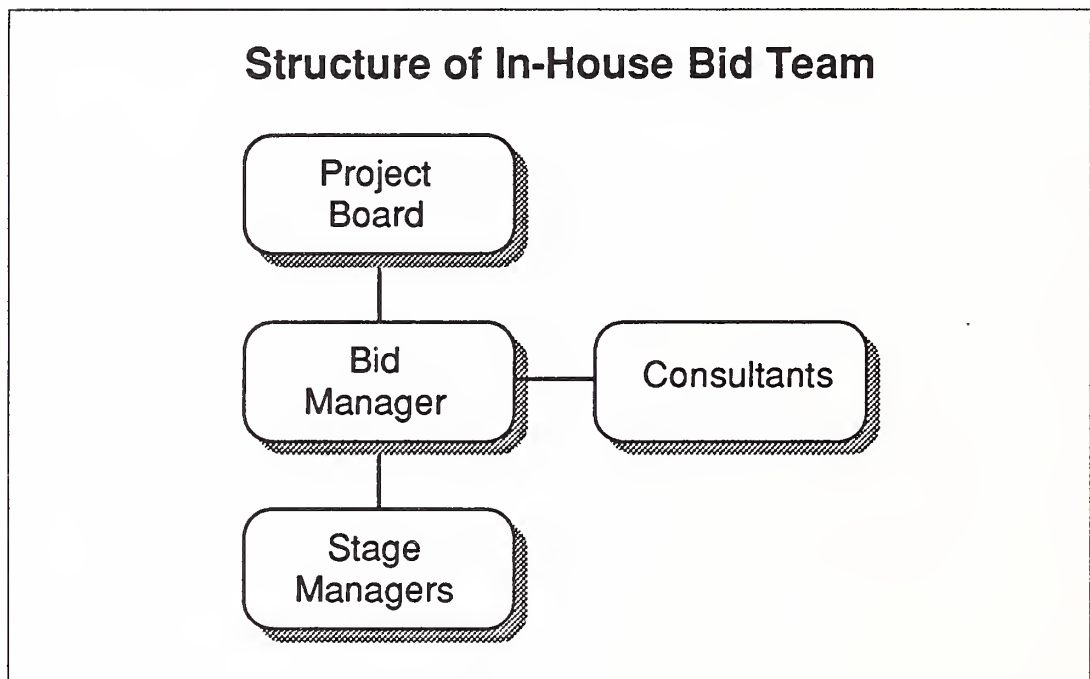 Structure of In-House Bid Team
Project
Board
Bid
Manager
Consultants
Stage
Managers